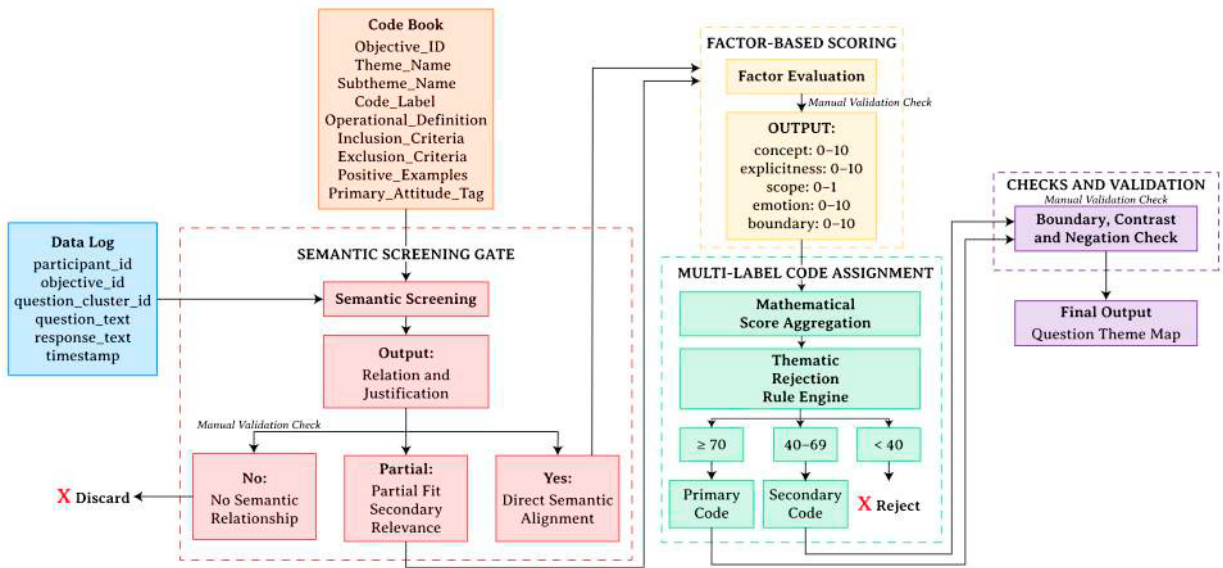 Code Book
Objective_ID
Theme_Name
Subtheme_Name
Code_Label
Operational_Definition
Inclusion_Criteria
Exclusion_Criteria
Positive_Examples
Primary_Attitude_Tag
Data Log
participant_id
objective_id
question_cluster_id
question_text
response_text
timestamp
SEMANTIC SCREENING GATE
Semantic Screening
Output:
Relation and
Justification
Manual Validation Check
No:
No Semantic
Relationship
X Discard
Partial:
Partial Fit
Secondary
Relevance
Yes:
Direct Semantic
Alignment
FACTOR-BASED SCORING
Factor Evaluation
Manual Validation Check
OUTPUT:
concept: 0–10
explicitness: 0–10
scope: 0–1
emotion: 0–10
boundary: 0–10
MULTI-LABEL CODE ASSIGNMENT
Mathematical
Score Aggregation
Thematic
Rejection
Rule Engine
≥ 70
40–69
< 40
Primary
Code
Secondary
Code
X Reject
CHECKS AND VALIDATION
Manual Validation Check
Boundary, Contrast
and Negation Check
Final Output
Question Theme Map